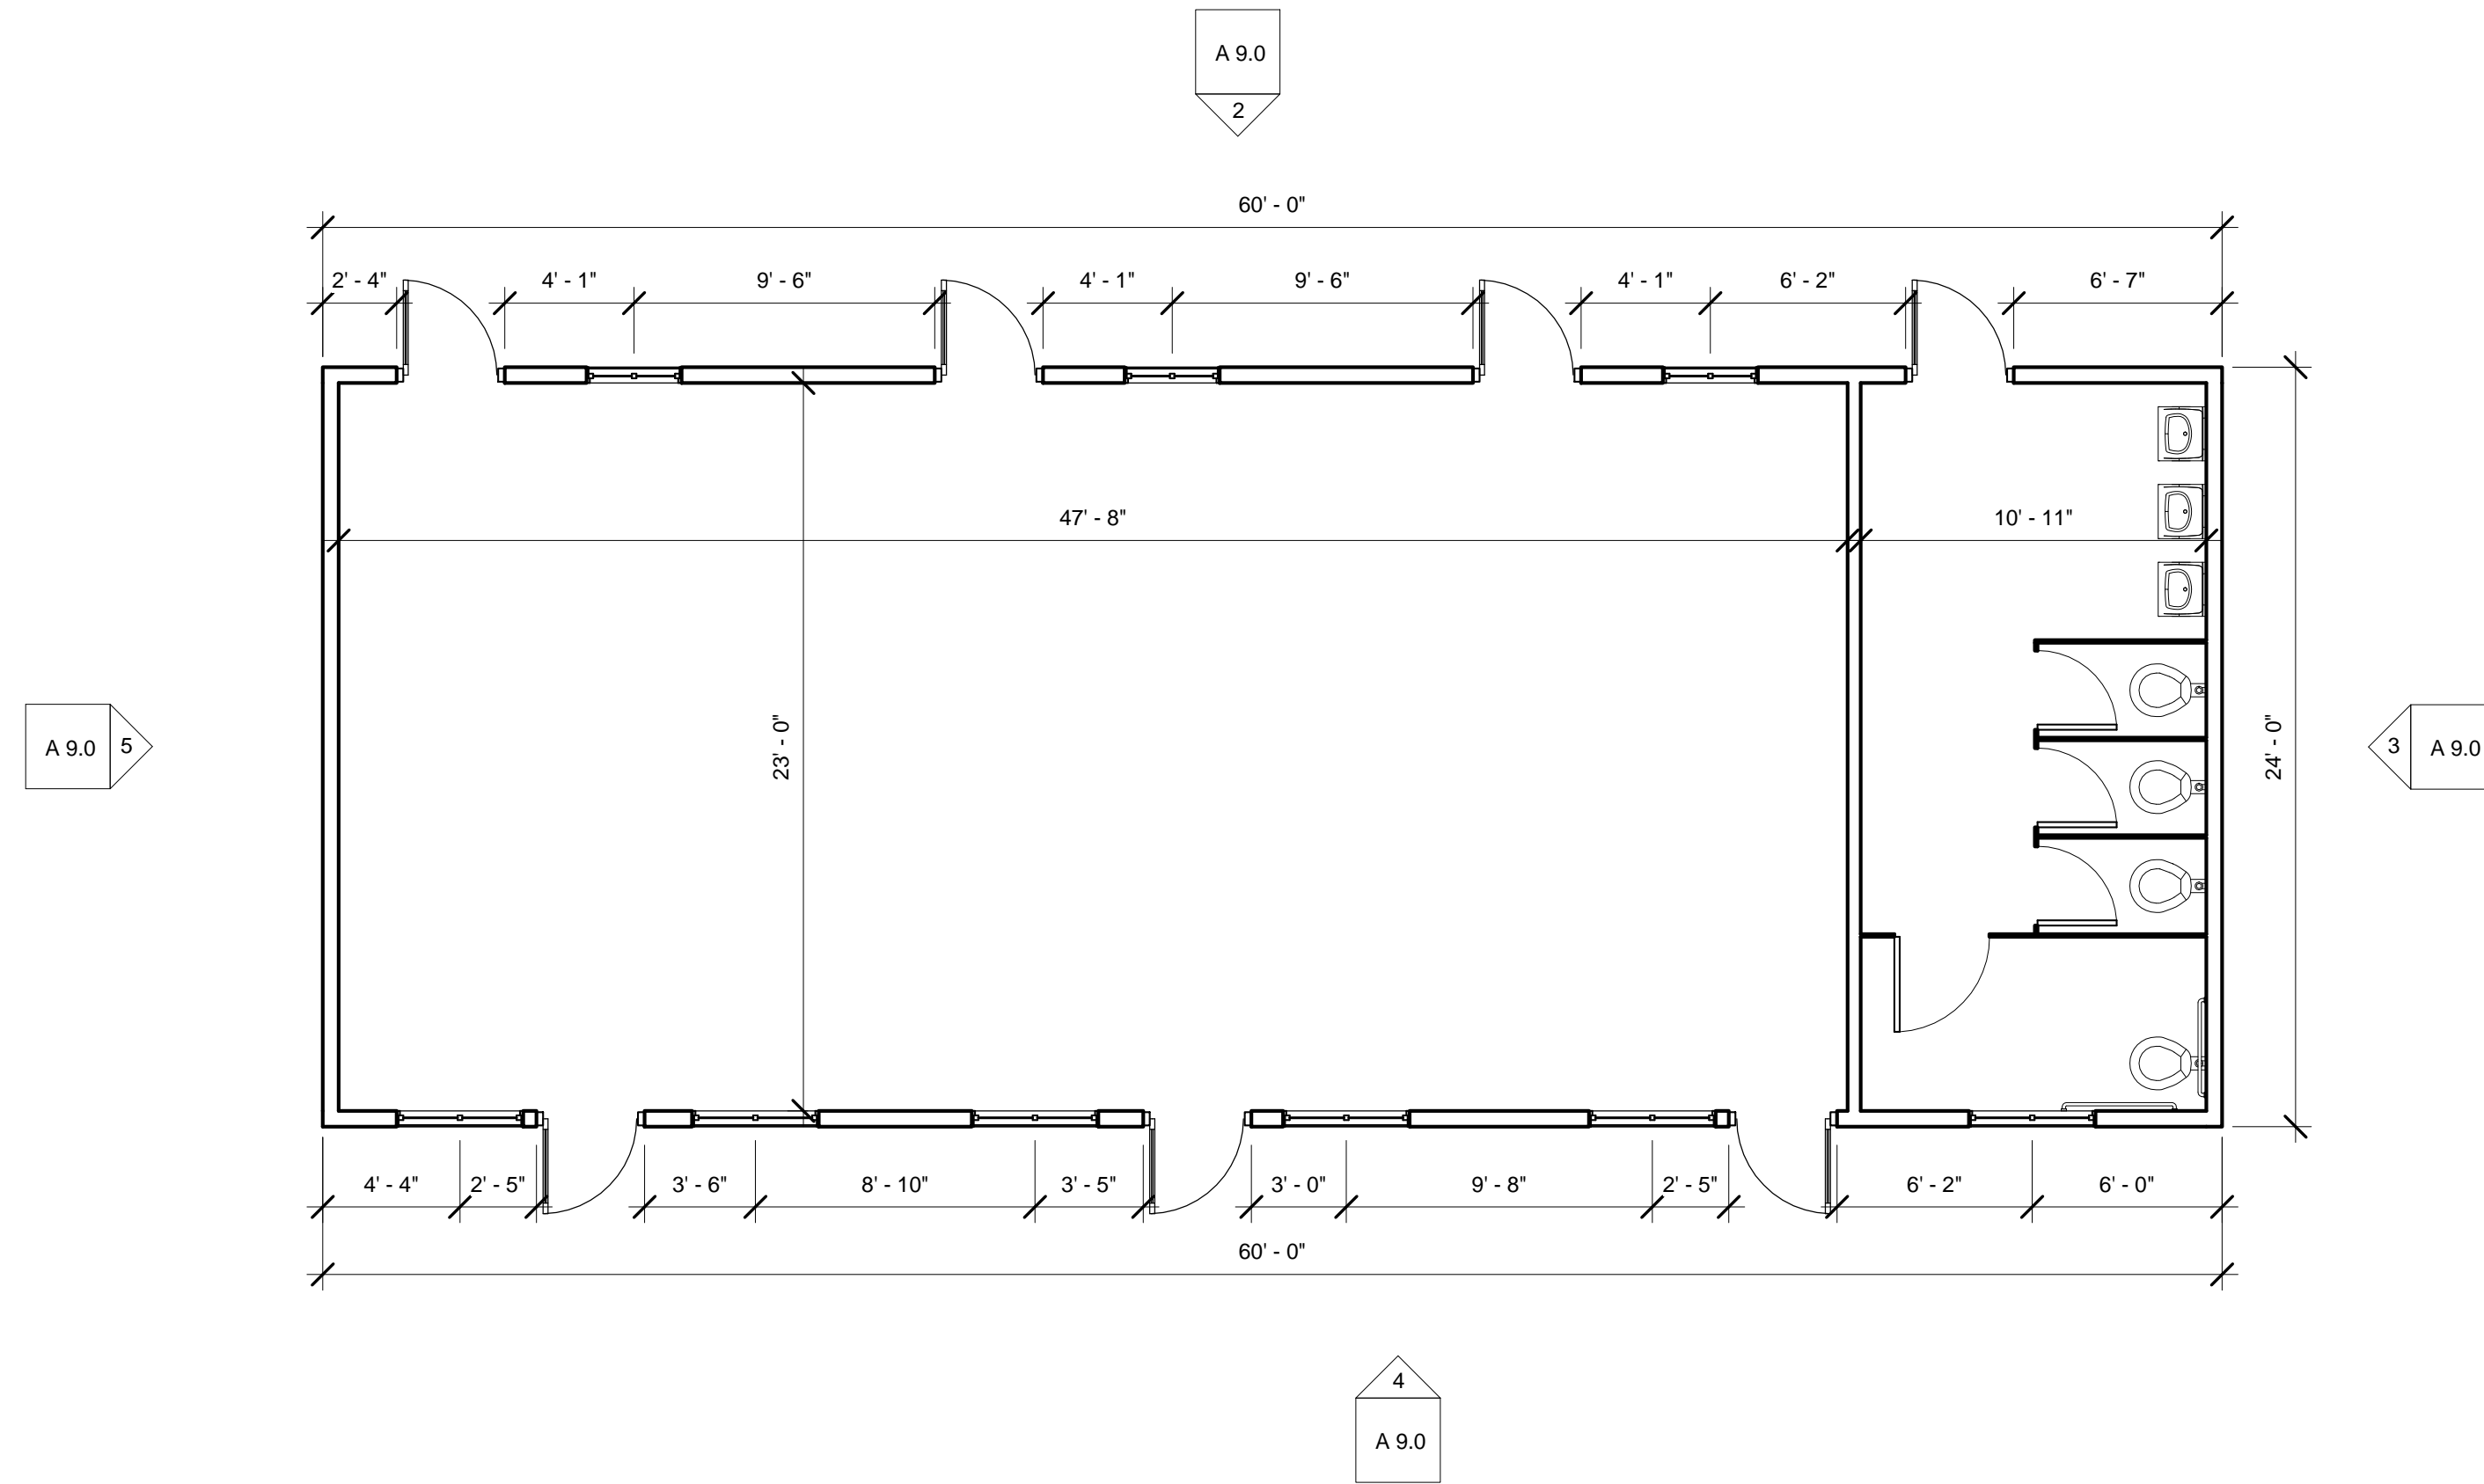 A 9.0
2
60' - 0"
2' - 4"
4' - 1"
9' - 6"
4' - 1"
9' - 6"
4' - 1"
6' - 2"
6' - 7"
47' - 8"
10' - 11"
23' - 0"
24' - 0"
A 9.0
5
3
A 9.0
4' - 4"
2' - 5"
3' - 6"
8' - 10"
3' - 5"
3' - 0"
9' - 8"
2' - 5"
6' - 2"
6' - 0"
60' - 0"
4
A 9.0